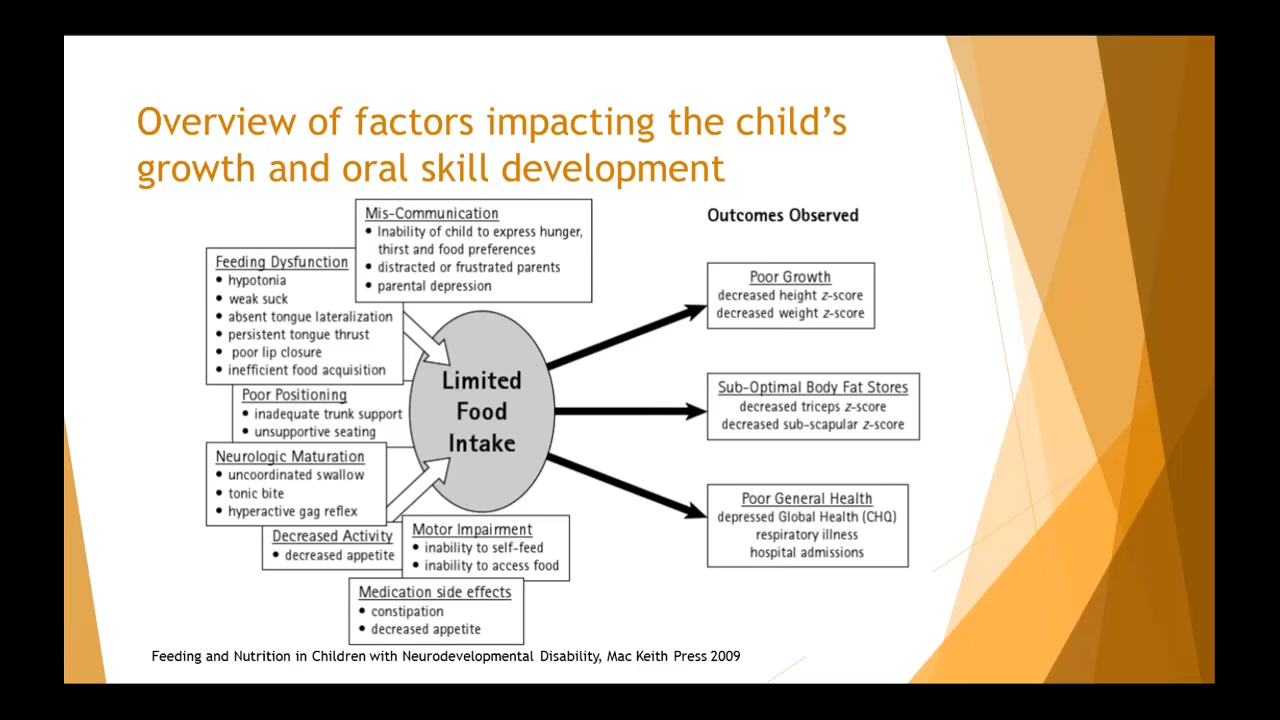 Overview of factors impacting the child's
growth and oral skill development
Mis-Communication
• Inability of child to express hunger,
thirst and food preferences
• distracted or frustrated parents
• parental depression
Feeding Dysfunction
• hypotonia
• weak suck
• absent tongue lateralization
• persistent tongue thrust
• poor lip closure
• inefficient food acquisition
Poor Positioning
• inadequate trunk support
• unsupportive seating
Neurologic Maturation
• uncoordinated swallow
• tonic bite
• hyperactive gag reflex
Decreased Activity
• decreased appetite
Motor Impairment
• inability to self-feed
• inability to access food
Medication side effects
• constipation
• decreased appetite
Limited
Food
Intake
Outcomes Observed
Poor Growth
decreased height z-score
decreased weight z-score
Sub-Optimal Body Fat Stores
decreased triceps z-score
decreased sub-scapular z-score
Poor General Health
depressed Global Health (CHQ)
respiratory illness
hospital admissions
Feeding and Nutrition in Children with Neurodevelopmental Disability, Mac Keith Press 2009